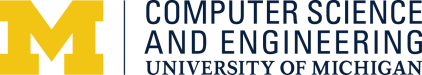 M
COMPUTER SCIENCE
AND ENGINEERING
UNIVERSITY OF MICHIGAN